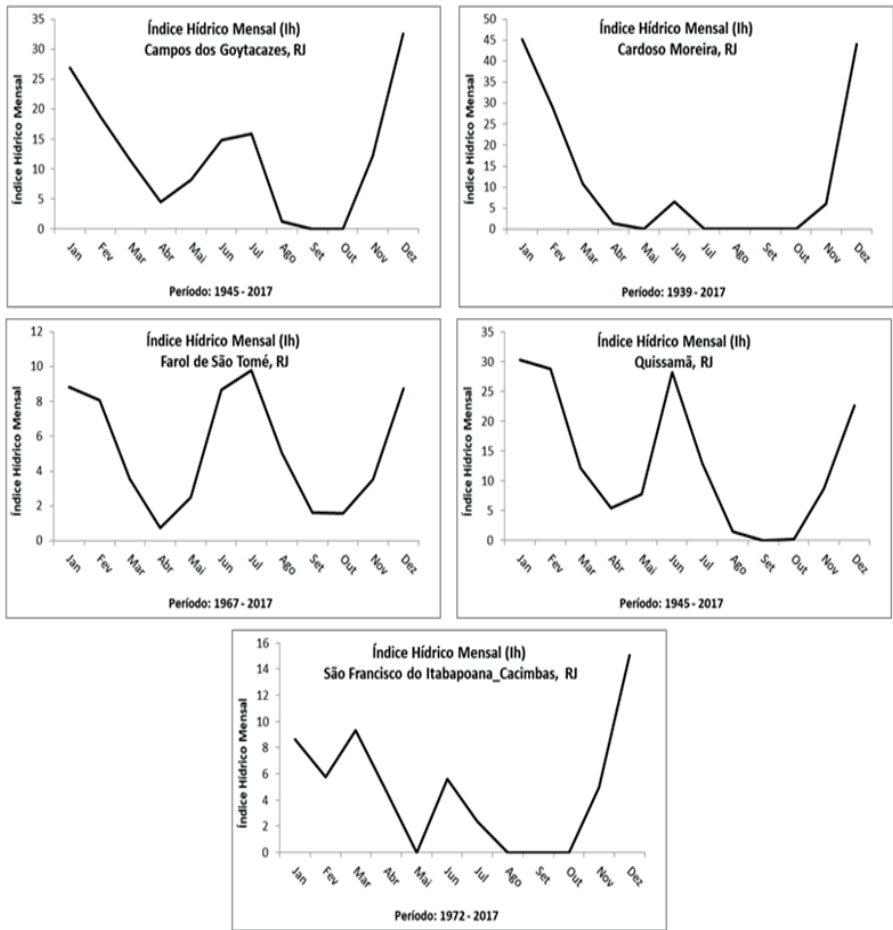 Índice Hídrico Mensal (Ih)
Campos dos Goytacazes, RJ
Índice Hídrico Mensal
35
30
25
20
15
10
5
0
Jan
Fev
Mar
Abr
Mai
Jun
Jul
Ago
Set
Out
Nov
Dez
Período: 1945 - 2017
Índice Hídrico Mensal (Ih)
Cardoso Moreira, RJ
Índice Hídrico Mensal
50
45
40
35
30
25
20
15
10
5
0
Jan
Fev
Mar
Abr
Mai
Jun
Jul
Ago
Set
Out
Nov
Dez
Período: 1939 - 2017
Índice Hídrico Mensal (Ih)
Farol de São Tomé, RJ
Índice Hídrico Mensal
12
10
8
6
4
2
0
Jan
Fev
Mar
Abr
Mai
Jun
Jul
Ago
Set
Out
Nov
Dez
Período: 1967 - 2017
Índice Hídrico Mensal (Ih)
Quissamã, RJ
Índice Hídrico Mensal
35
30
25
20
15
10
5
0
Jan
Fev
Mar
Abr
Mai
Jun
Jul
Ago
Set
Out
Nov
Dez
Período: 1945 - 2017
Índice Hídrico Mensal (Ih)
São Francisco do Itabapoana_Cacimbas, RJ
Índice Hídrico Mensal
16
14
12
10
8
6
4
2
0
Jan
Fev
Mar
Abr
Mai
Jun
Jul
Ago
Set
Out
Nov
Dez
Período: 1972 - 2017